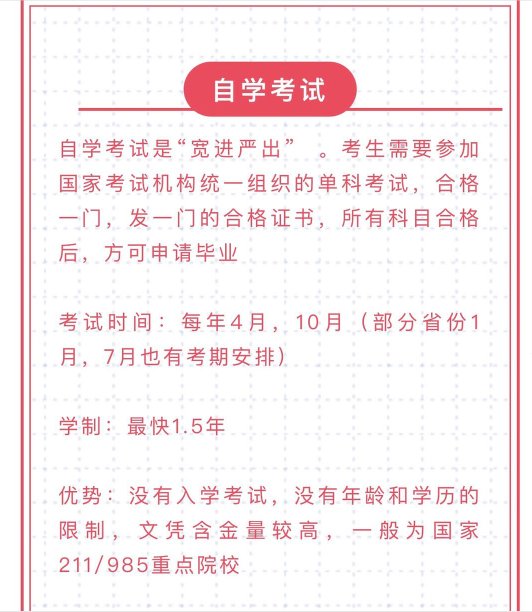 自学考试
自学考试是“宽进严出” 。考生需要参加
国家考试机构统一组织的单科考试，合格
一门，发一门的合格证书，所有科目合格
后，方可申请毕业
考试时间：每年4月，10月（部分省份1
月，7月也有考期安排）
学制：最快1.5年
优势：没有入学考试，没有年龄和学历的
限制，文凭含金量较高，一般为国家
211/985重点院校